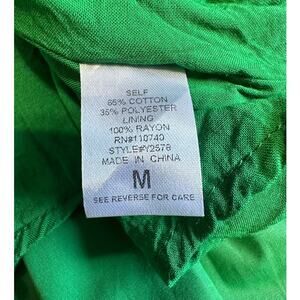 SELF
65% COTTON
35% POLYESTER
LINING
100% RAYON
RN#110740
STYLE#Y2578
MADE IN CHINA
M
SEE REVERSE FOR CARE